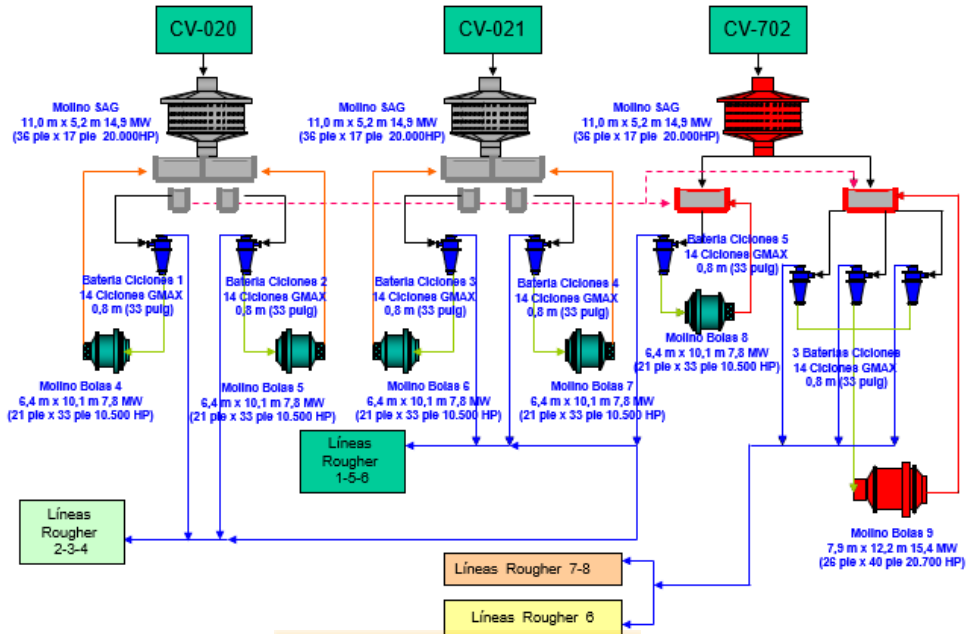 CV-020
CV-021
CV-702
Molino SAG
11,0 m x 5,2 m 14,9 MW
(36 pie x 17 pie 20.000HP)
Molino SAG
11,0 m x 5,2 m 14,9 MW
(36 pie x 17 pie 20.000HP)
Molino SAG
11,0 m x 5,2 m 14,9 MW
(36 pie x 17 pie 20.000HP)
Bateria Ciclones 1
14 Ciclones GMAX
0,8 m (33 pulg)
Bateria Ciclones 2
14 Ciclones GMAX
0,8 m (33 pulg)
Bateria Ciclones 3
14 Ciclones GMAX
0,8 m (33 pulg)
Bateria Ciclones 4
14 Ciclones GMAX
0,8 m (33 pulg)
Bateria Ciclones 5
14 Ciclones GMAX
0,8 m (33 pulg)
Molino Bolas 4
6,4 m x 10,1 m 7,8 MW
(21 pie x 33 pie 10.500 HP)
Molino Bolas 5
6,4 m x 10,1 m 7,8 MW
(21 pie x 33 pie 10.500 HP)
Molino Bolas 6
6,4 m x 10,1 m 7,8 MW
(21 pie x 33 pie 10.500 HP)
Molino Bolas 7
6,4 m x 10,1 m 7,8 MW
(21 pie x 33 pie 10.500 HP)
Molino Bolas 8
6,4 m x 10,1 m 7,8 MW
(21 pie x 33 pie 10.500 HP)
3 Baterias Ciclones
14 Ciclones GMAX
0,8 m (33 pulg)
Líneas
Rougher
1-5-6
Líneas
Rougher
2-3-4
Molino Bolas 9
7,9 m x 12,2 m 15,4 MW
(26 pie x 40 pie 20.700 HP)
Líneas Rougher 7-8
Líneas Rougher 6